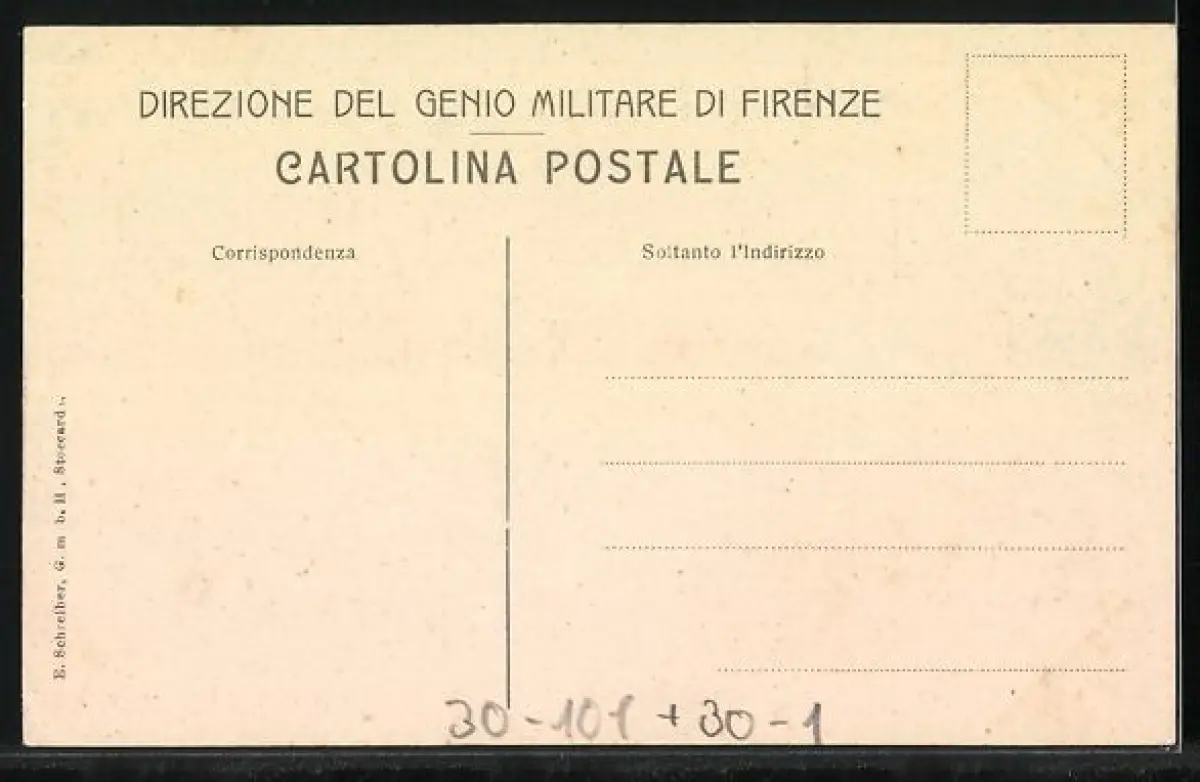 DIREZIONE DEL GENIO MILITARE DI FIRENZE
CARTOLINA POSTALE
Corrispondenza
Soltanto l'Indirizzo
E. Schreiber, G. m b. H , Stoccard
30-101 + 30-1